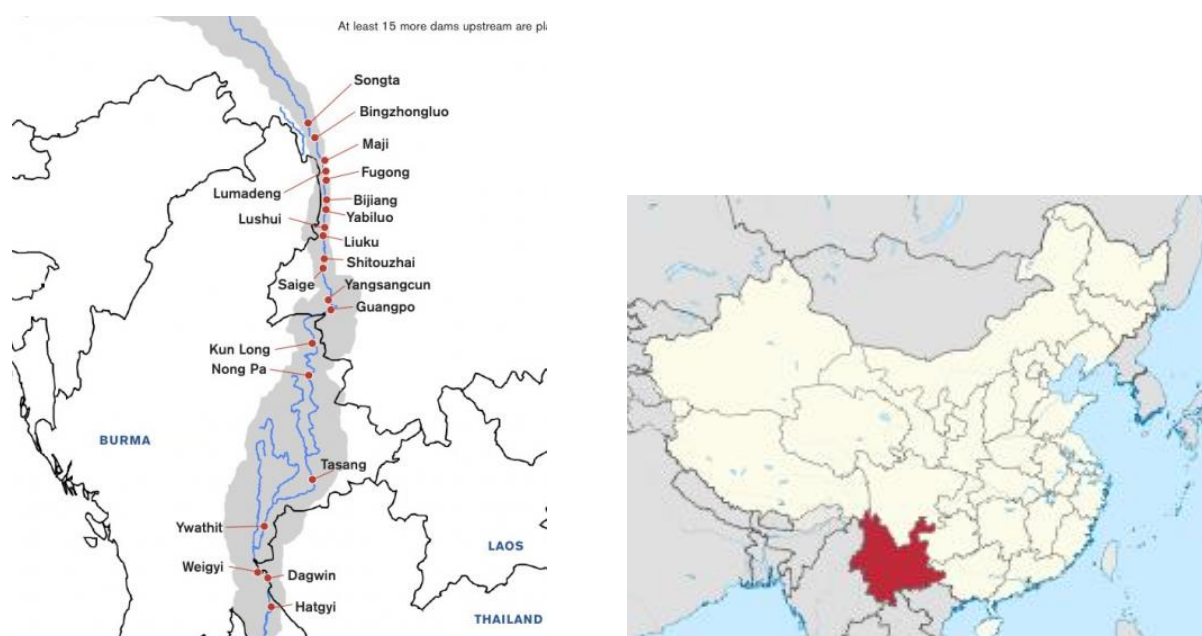 At least 15 more dams upstream are pl
Songta
Bingzhongluo
Maji
Fugong
Lumadeng
Bijiang
Yabiluo
Lushui
Liuku
Shitouzhai
Saige
Yangsangcun
Guangpo
Kun Long
Nong Pa
BURMA
Tasang
Ywathit
LAOS
Weigyi
Dagwin
Hatgyi
THAILAND